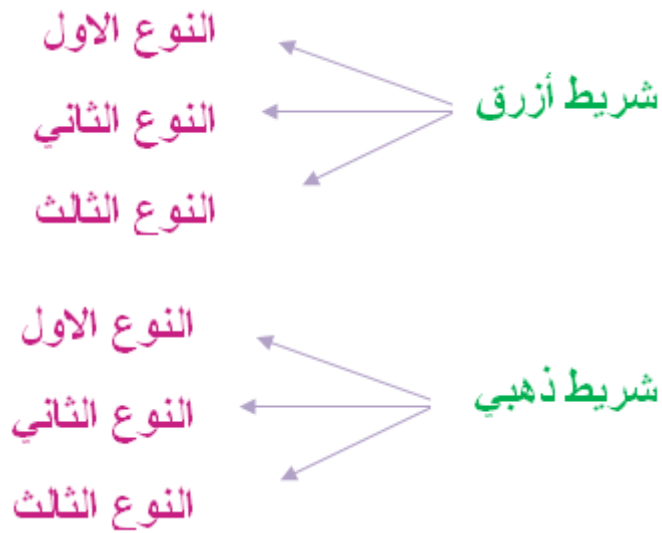 شريط أزرق
النوع الاول
النوع الثاني
النوع الثالث
شريط ذهبي
النوع الاول
النوع الثاني
النوع الثالث